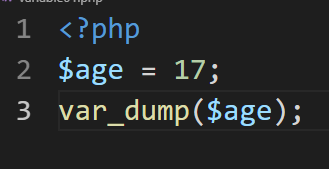 1 <?php
2 $age = 17;
3 var_dump($age);